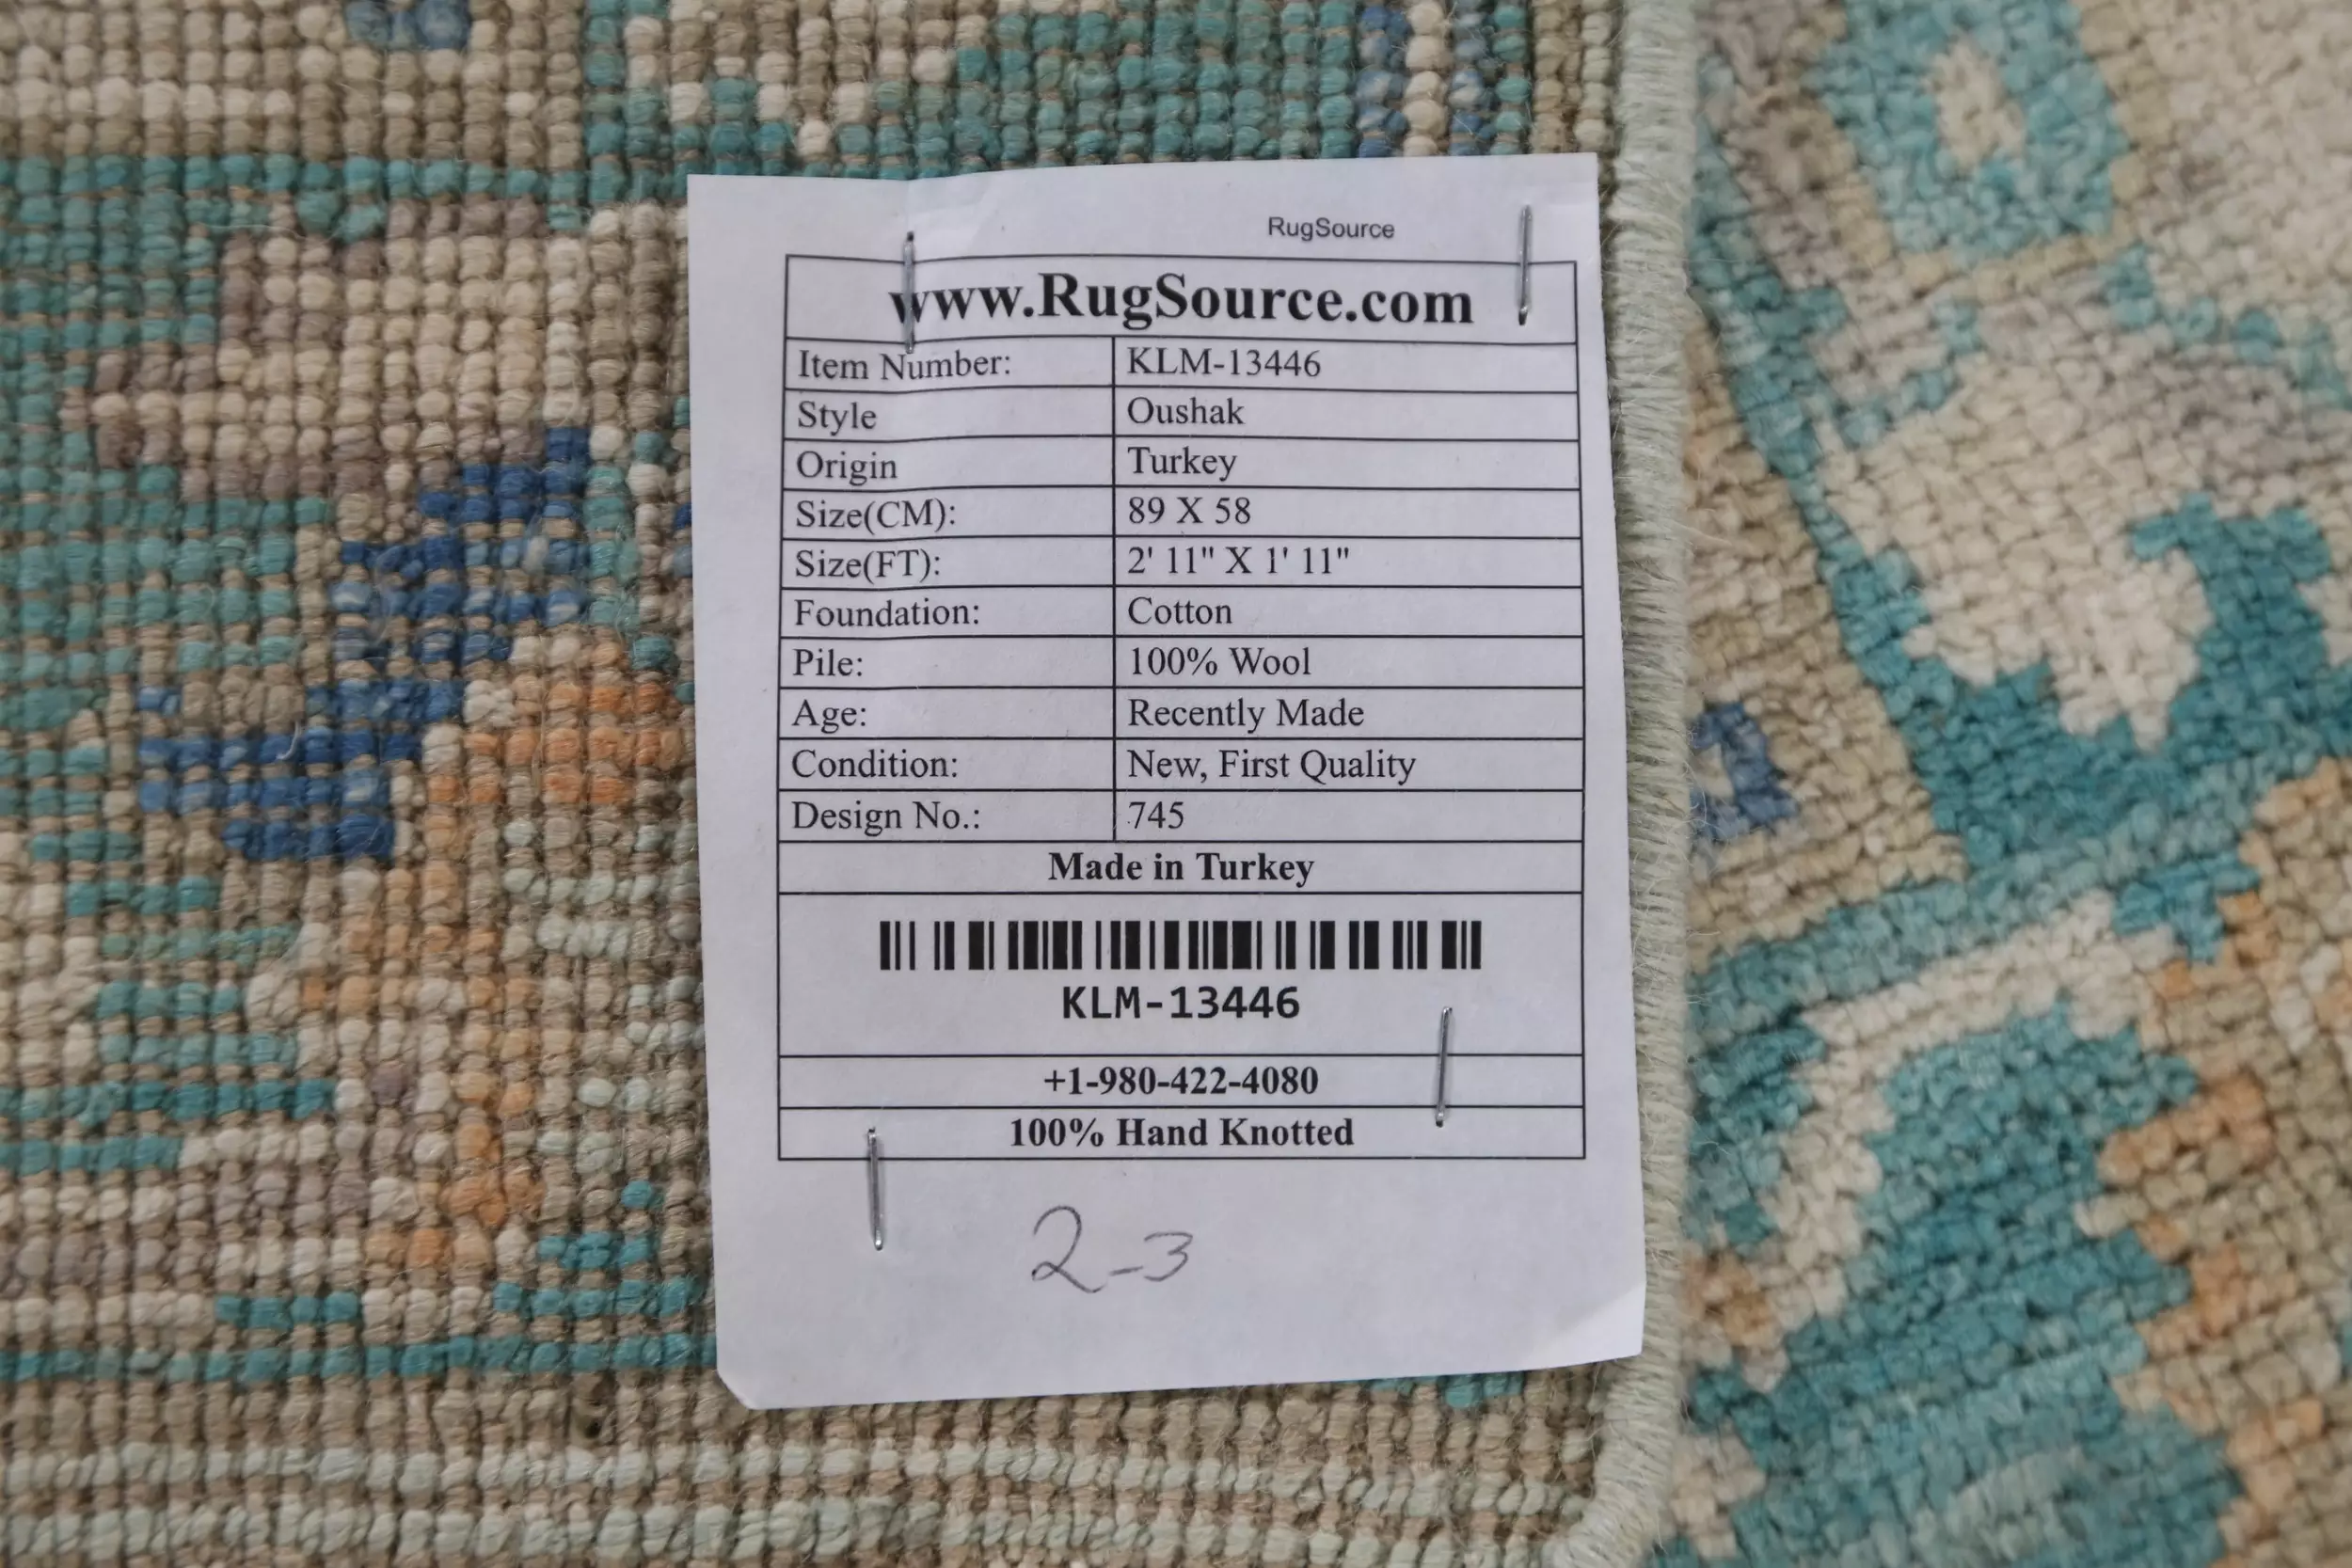 RugSource
www.RugSource.com
Item Number: KLM-13446
Style Oushak
Origin Turkey
Size(CM): 89 X 58
Size(FT): 2' 11" X 1' 11"
Foundation: Cotton
Pile: 100% Wool
Age: Recently Made
Condition: New, First Quality
Design No.: 745
Made in Turkey
KLM-13446
+1-980-422-4080
100% Hand Knotted
2-3